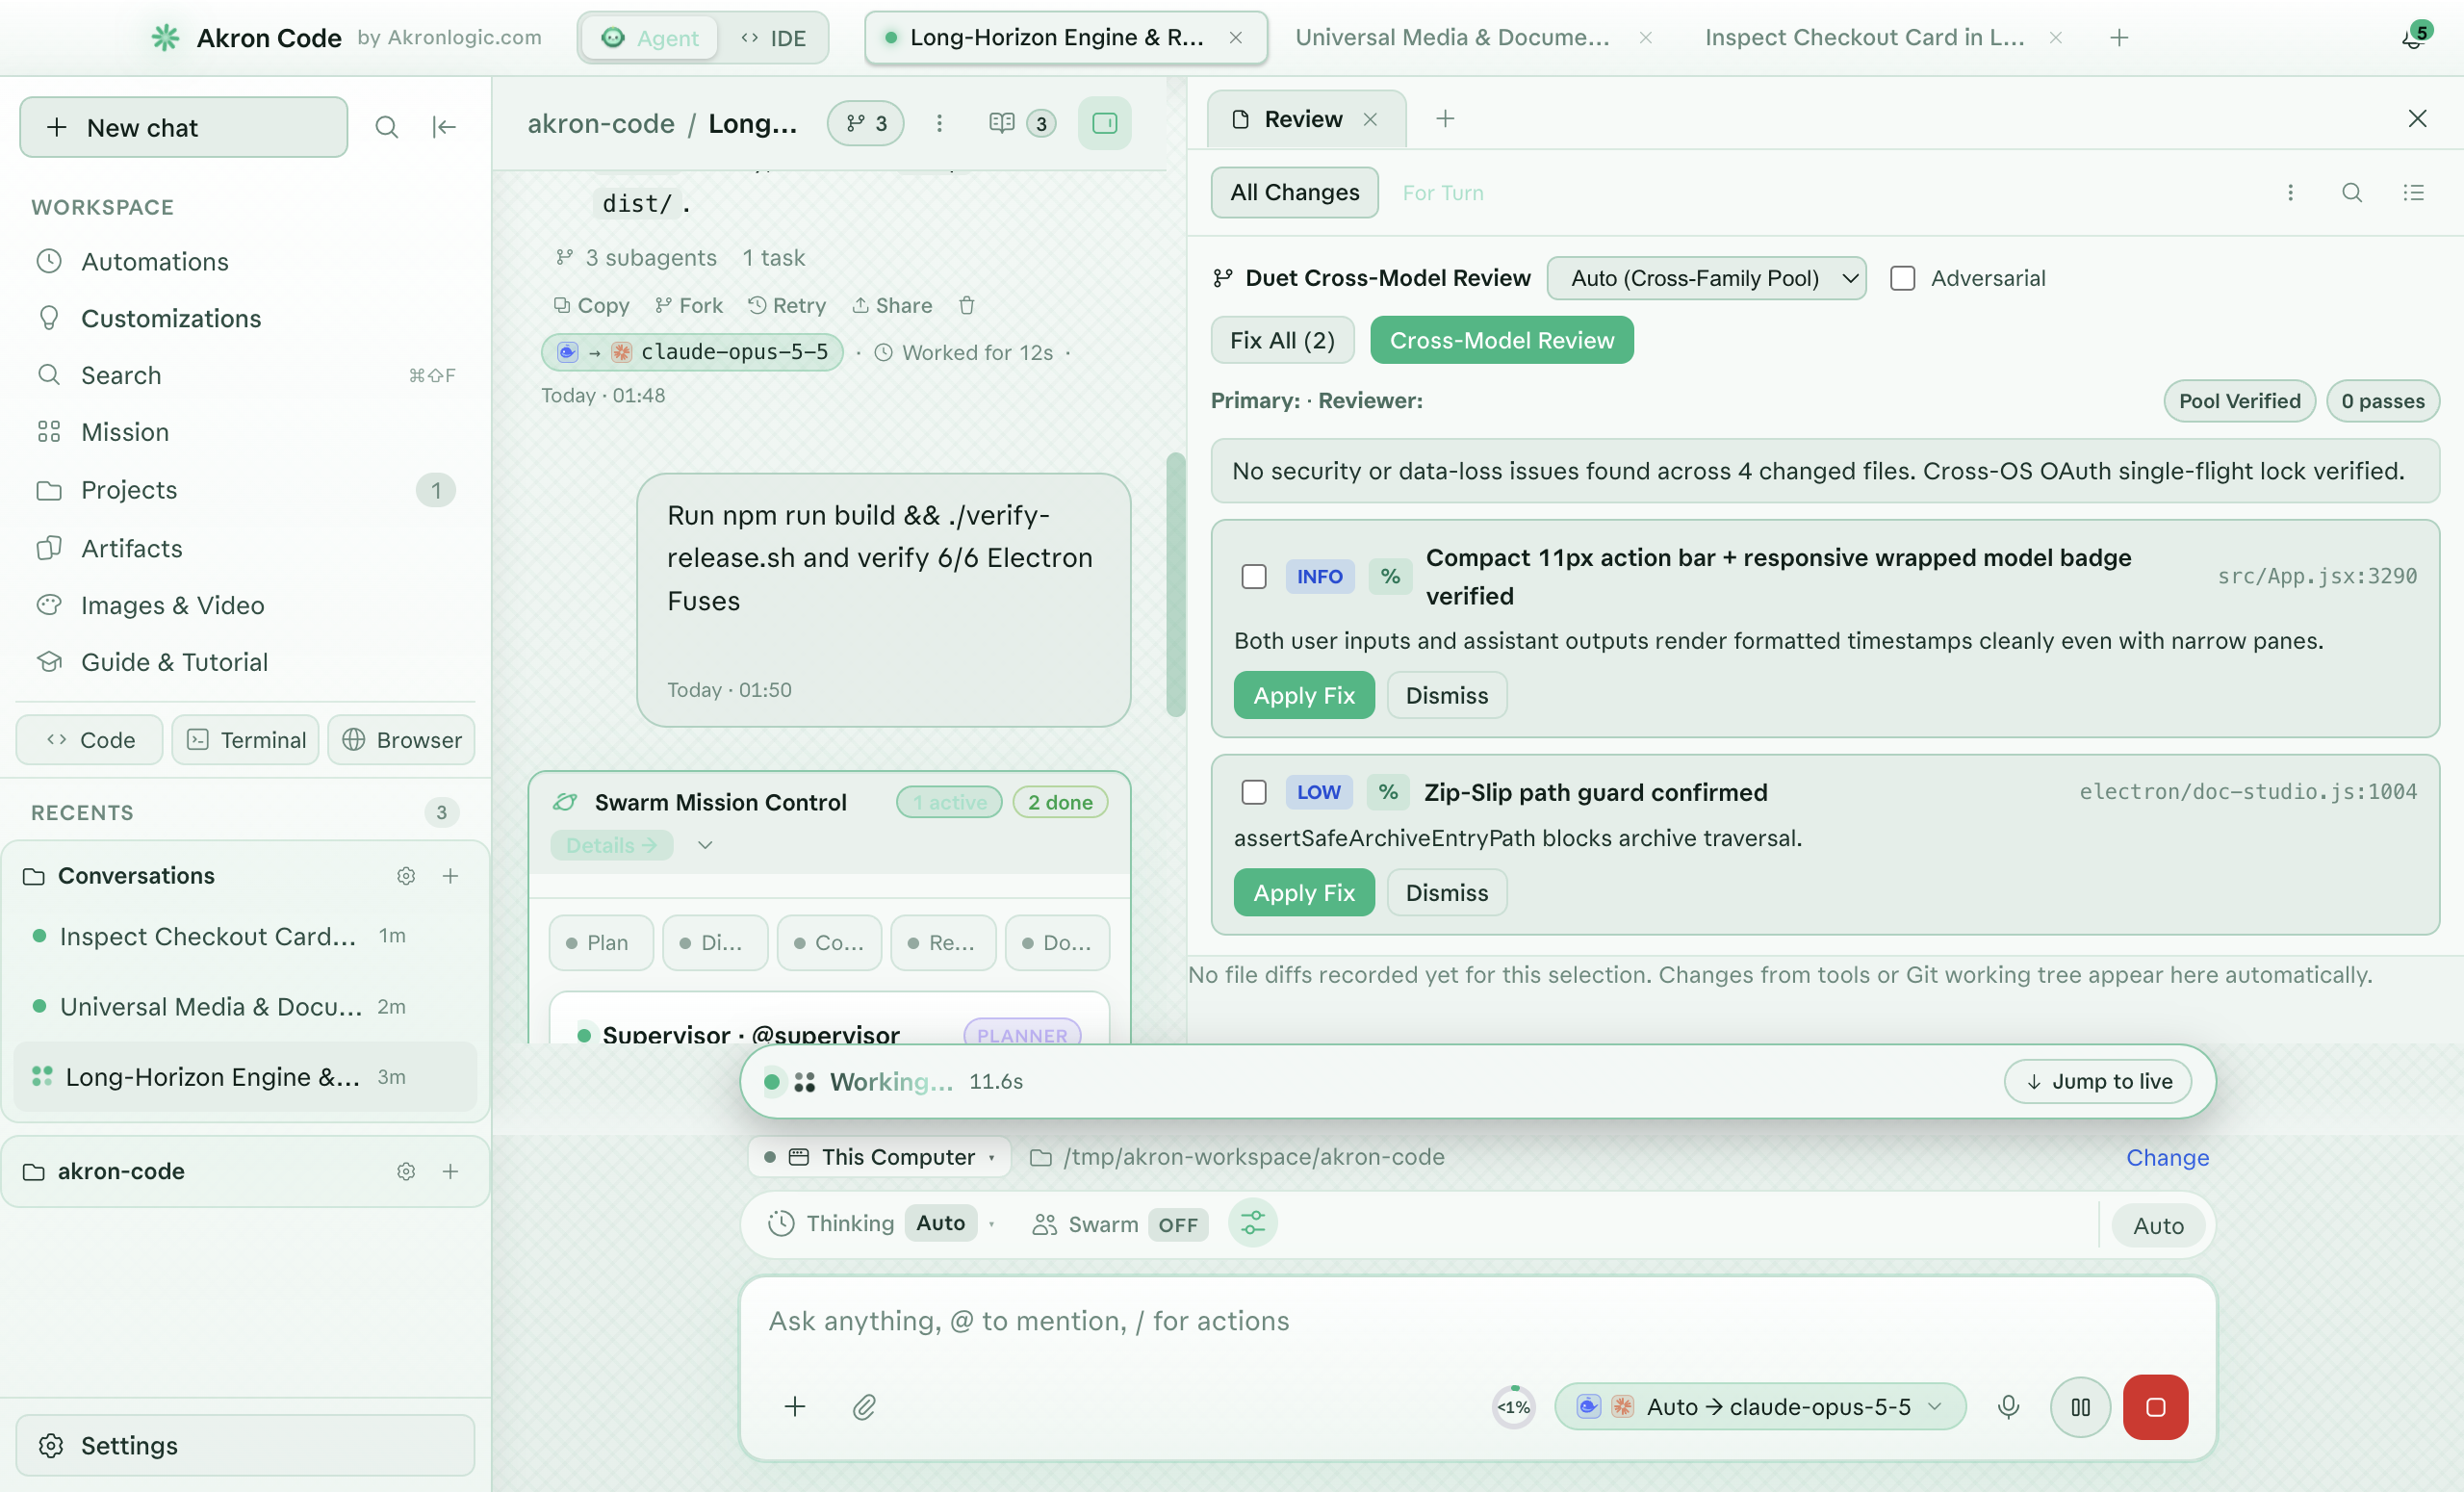 Akron Code by Akronlogic.com
Agent
IDE
Long-Horizon Engine & R...
Universal Media & Docume...
Inspect Checkout Card in L...
5
New chat
WORKSPACE
Automations
Customizations
Search ⌘⇧F
Mission
Projects 1
Artifacts
Images & Video
Guide & Tutorial
Code
Terminal
Browser
RECENTS 3
Conversations
Inspect Checkout Card... 1m
Universal Media & Docu... 2m
Long-Horizon Engine &... 3m
akron-code
Settings
akron-code / Long...
3
3
dist/ .
3 subagents 1 task
Copy Fork Retry Share
→ claude-opus-5-5 · Worked for 12s ·
Today · 01:48
Run npm run build && ./verify-
release.sh and verify 6/6 Electron
Fuses
Today · 01:50
Swarm Mission Control 1 active 2 done
Details →
Plan Di... Co... Re... Do...
Supervisor · @supervisor PLANNER
Review
All Changes For Turn
Duet Cross-Model Review Auto (Cross-Family Pool) Adversarial
Fix All (2) Cross-Model Review
Primary: · Reviewer: Pool Verified 0 passes
No security or data-loss issues found across 4 changed files. Cross-OS OAuth single-flight lock verified.
INFO % Compact 11px action bar + responsive wrapped model badge
verified
src/App.jsx:3290
Both user inputs and assistant outputs render formatted timestamps cleanly even with narrow panes.
Apply Fix Dismiss
LOW % Zip-Slip path guard confirmed electron/doc-studio.js:1004
assertSafeArchiveEntryPath blocks archive traversal.
Apply Fix Dismiss
No file diffs recorded yet for this selection. Changes from tools or Git working tree appear here automatically.
Working... 11.6s ↓ Jump to live
This Computer /tmp/akron-workspace/akron-code Change
Thinking Auto Swarm OFF Auto
Ask anything, @ to mention, / for actions
<1% Auto → claude-opus-5-5